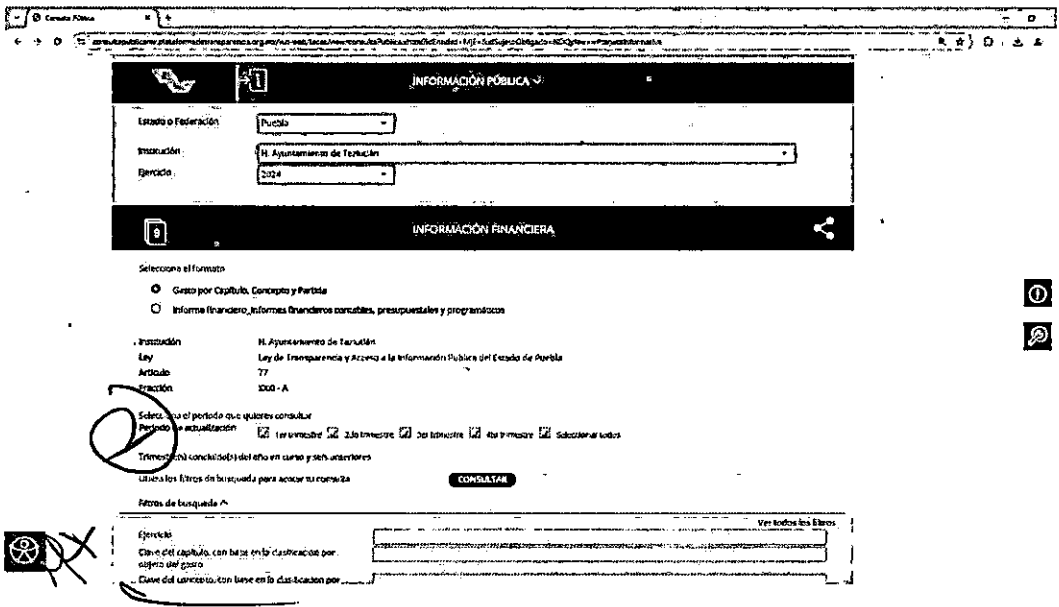 Consulta Pública
INFORMACIÓN PÚBLICA
Estado o Federación
Puebla
Institución
H. Ayuntamiento de Teziutlán
Ejercicio
2024
INFORMACIÓN FINANCIERA
Selecciona el formato
Gasto por Capítulo, Concepto y Partida
Informe financiero_Informes financieros contables, presupuestales y programáticos
Institución H. Ayuntamiento de Teziutlán
Ley Ley de Transparencia y Acceso a la Información Pública del Estado de Puebla
Artículo 77
Fracción - A
Selecciona el periodo que quieres consultar
Periodo de actualización 1er trimestre 2do trimestre 3er trimestre 4to trimestre Seleccionar todos
Trimestre(s) concluido(s) del año en curso y seis anteriores
Utiliza los filtros de búsqueda para acotar tu consulta CONSULTAR
Filtros de búsqueda
Ver todos los filtros
Ejercicio
Clave del capítulo, con base en la clasificación por
objeto del gasto
Clave del concepto, con base en la clasificación por